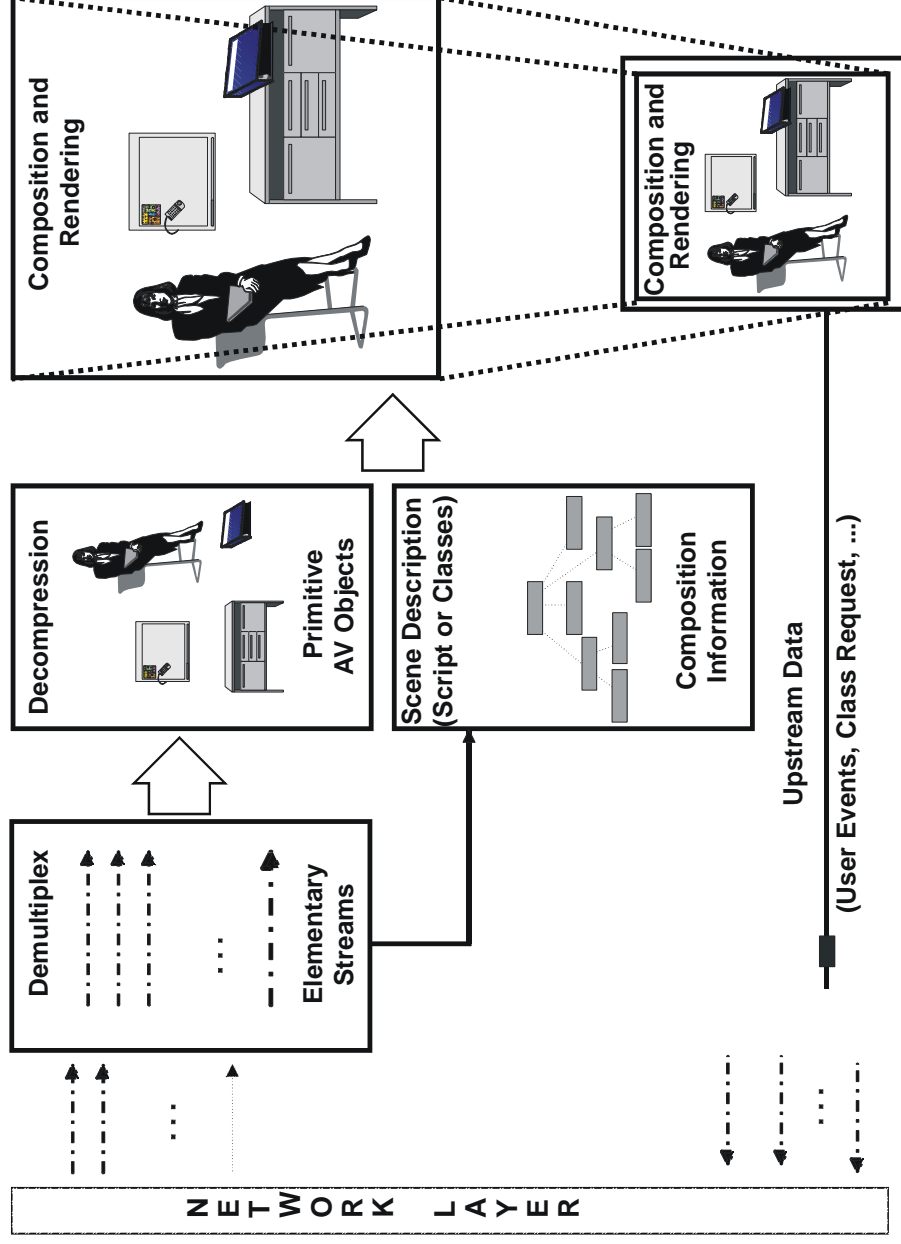 NETWORK LAYER
Demultiplex
...
Elementary
Streams
...
Decompression
Primitive
AV Objects
Scene Description
(Script or Classes)
Composition
Information
Composition and
Rendering
Composition and
Rendering
Upstream Data
(User Events, Class Request, ...)
...